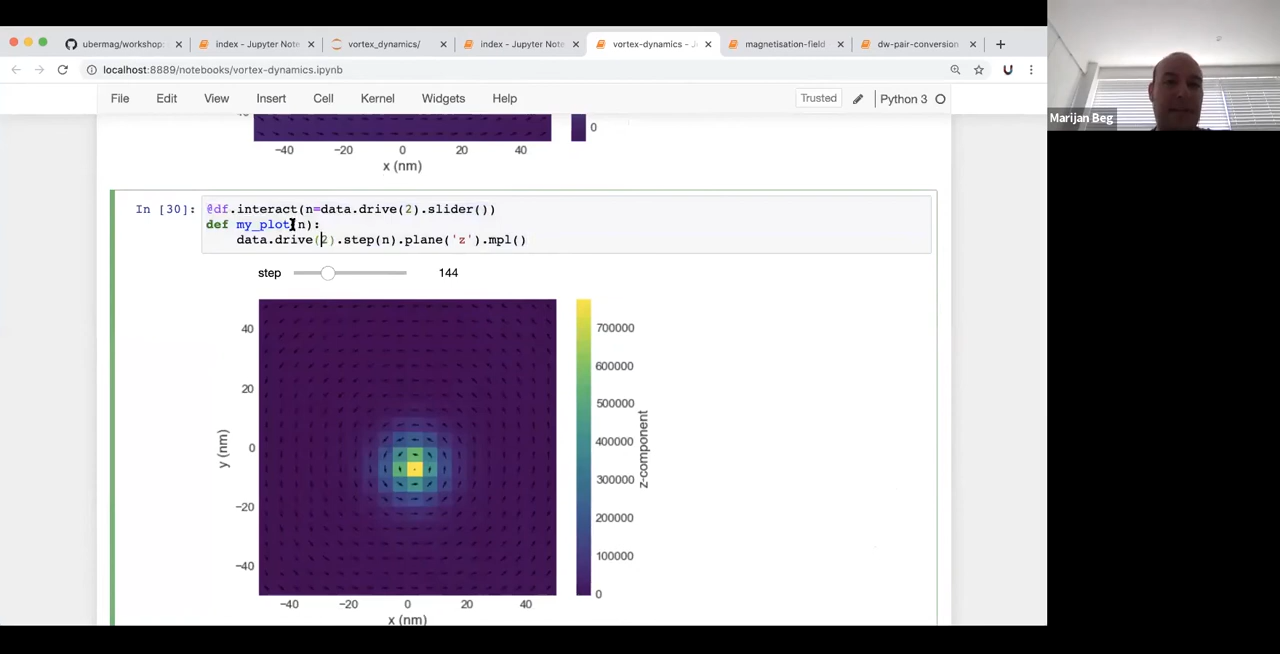 ubermag/workshop:
index - Jupyter Note
vortex_dynamics/
index - Jupyter Note
vortex-dynamics - J
magnetisation-field
dw-pair-conversion
localhost:8889/notebooks/vortex-dynamics.ipynb
File Edit View Insert Cell Kernel Widgets Help Trusted Python 3
Marijan Beg
0
−40 −20 0 20 40
x (nm)
In [30]: @df.interact(n=data.drive(2).slider())
def my_plot(n):
data.drive(2).step(n).plane('z').mpl()
step 144
40
20
0
−20
−40
y (nm)
−40 −20 0 20 40
x (nm)
700000
600000
500000
400000
300000
200000
100000
0
z-component